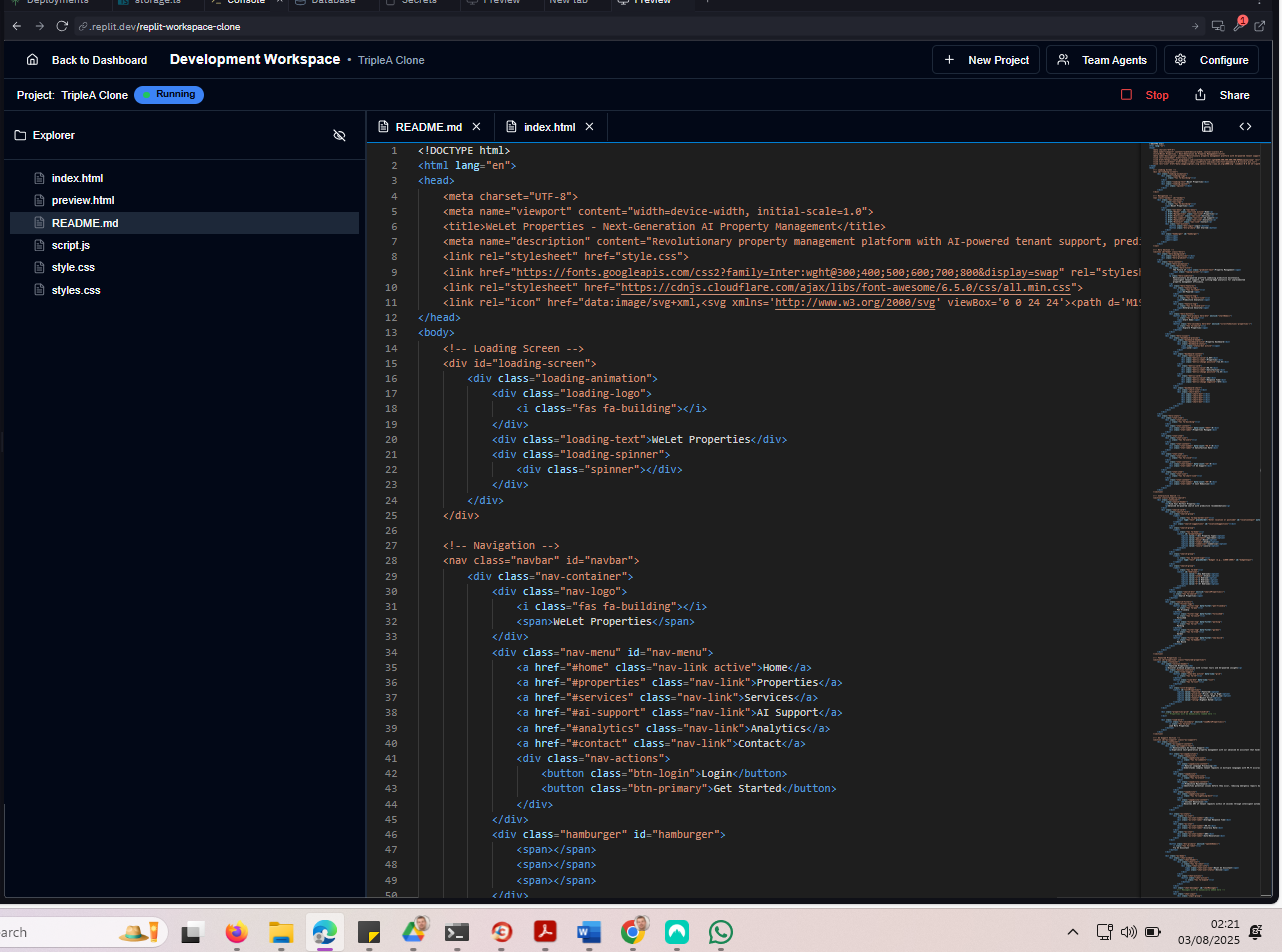 Deployments storage.ts Console Database Secrets Preview New tab Preview
.replit.dev/replit-workspace-clone
1
Back to Dashboard Development Workspace • TripleA Clone New Project Team Agents Configure
Project: TripleA Clone Running Stop Share
Explorer
index.html
preview.html
README.md
script.js
style.css
styles.css
README.md index.html
1 <!DOCTYPE html>
2 <html lang="en">
3 <head>
4 <meta charset="UTF-8">
5 <meta name="viewport" content="width=device-width, initial-scale=1.0">
6 <title>WeLet Properties - Next-Generation AI Property Management</title>
7 <meta name="description" content="Revolutionary property management platform with AI-powered tenant support, pred
8 <link rel="stylesheet" href="style.css">
9 <link href="https://fonts.googleapis.com/css2?family=Inter:wght@300;400;500;600;700;800&display=swap" rel="styles
10 <link rel="stylesheet" href="https://cdnjs.cloudflare.com/ajax/libs/font-awesome/6.5.0/css/all.min.css">
11 <link rel="icon" href="data:image/svg+xml,<svg xmlns='http://www.w3.org/2000/svg' viewBox='0 0 24 24'><path d='M19
12 </head>
13 <body>
14 <!-- Loading Screen -->
15 <div id="loading-screen">
16 <div class="loading-animation">
17 <div class="loading-logo">
18 <i class="fas fa-building"></i>
19 </div>
20 <div class="loading-text">WeLet Properties</div>
21 <div class="loading-spinner">
22 <div class="spinner"></div>
23 </div>
24 </div>
25 </div>
26
27 <!-- Navigation -->
28 <nav class="navbar" id="navbar">
29 <div class="nav-container">
30 <div class="nav-logo">
31 <i class="fas fa-building"></i>
32 <span>WeLet Properties</span>
33 </div>
34 <div class="nav-menu" id="nav-menu">
35 <a href="#home" class="nav-link active">Home</a>
36 <a href="#properties" class="nav-link">Properties</a>
37 <a href="#services" class="nav-link">Services</a>
38 <a href="#ai-support" class="nav-link">AI Support</a>
39 <a href="#analytics" class="nav-link">Analytics</a>
40 <a href="#contact" class="nav-link">Contact</a>
41 <div class="nav-actions">
42 <button class="btn-login">Login</button>
43 <button class="btn-primary">Get Started</button>
44 </div>
45 </div>
46 <div class="hamburger" id="hamburger">
47 <span></span>
48 <span></span>
49 <span></span>
50 </div>
earch
02:21
03/08/2025